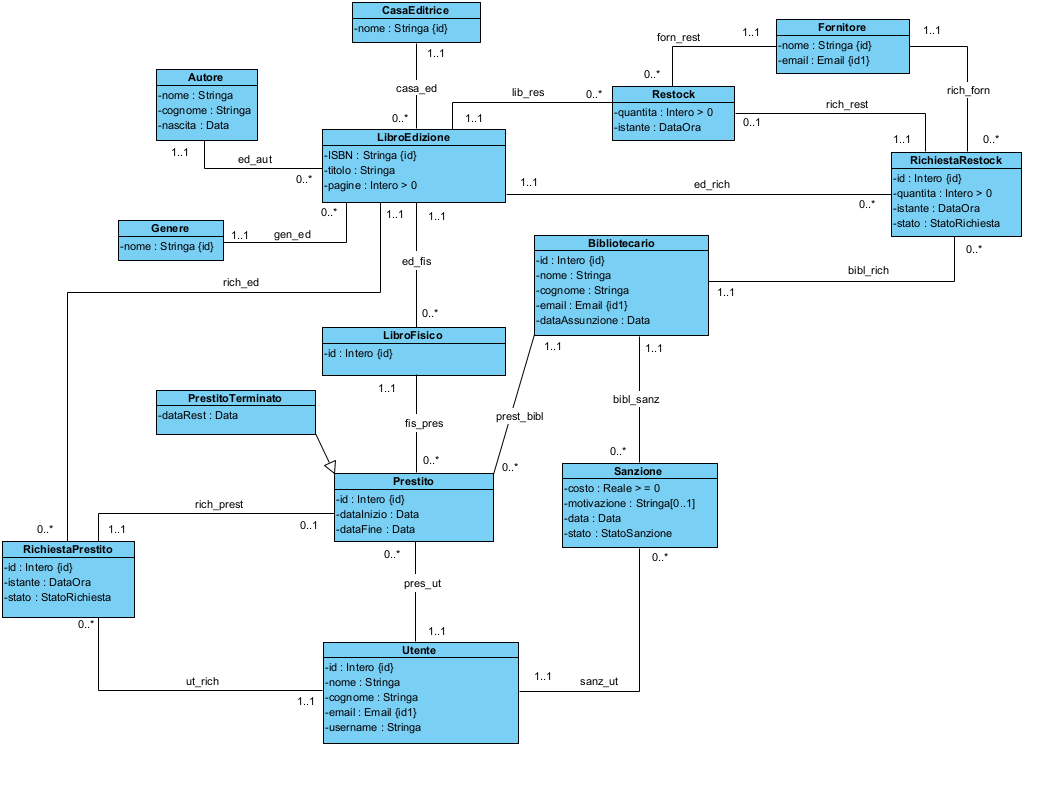 CasaEditrice
-nome : Stringa {id}
1..1
casa_ed
0..*
Fornitore
-nome : Stringa {id}
-email : Email {id1}
forn_rest
1..1
1..1
0..*
rich_forn
0..*
Autore
-nome : Stringa
-cognome : Stringa
-nascita : Data
1..1
ed_aut
0..*
lib_res
0..*
1..1
Restock
-quantita : Intero > 0
-istante : DataOra
rich_rest
0..1
1..1
LibroEdizione
-ISBN : Stringa {id}
-titolo : Stringa
-pagine : Intero > 0
1..1
ed_rich
0..*
RichiestaRestock
-id : Intero {id}
-quantita : Intero > 0
-istante : DataOra
-stato : StatoRichiesta
0..*
bibl_rich
1..1
Genere
-nome : Stringa {id}
1..1
gen_ed
0..*
1..1
1..1
rich_ed
ed_fis
0..*
Bibliotecario
-id : Intero {id}
-nome : Stringa
-cognome : Stringa
-email : Email {id1}
-dataAssunzione : Data
1..1
1..1
LibroFisico
-id : Intero {id}
1..1
fis_pres
0..*
prest_bibl
0..*
bibl_sanz
0..*
PrestitoTerminato
-dataRest : Data
Prestito
-id : Intero {id}
-dataInizio : Data
-dataFine : Data
rich_prest
0..1
1..1
0..*
Sanzione
-costo : Reale > = 0
-motivazione : Stringa[0..1]
-data : Data
-stato : StatoSanzione
0..*
RichiestaPrestito
-id : Intero {id}
-istante : DataOra
-stato : StatoRichiesta
0..*
0..*
pres_ut
1..1
ut_rich
1..1
Utente
-id : Intero {id}
-nome : Stringa
-cognome : Stringa
-email : Email {id1}
-username : Stringa
1..1
sanz_ut